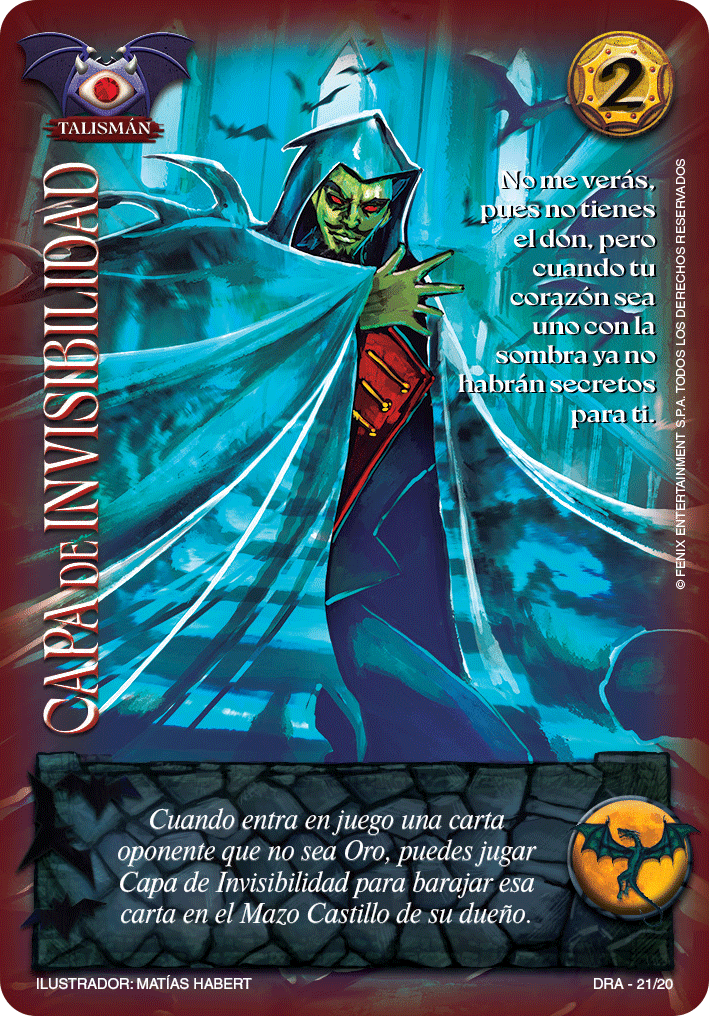 TALISMÁN
2
CAPA DE INVISIBILIDAD
No me verás,
pues no tienes
el don, pero
cuando tu
corazón sea
uno con la
sombra ya no
habrán secretos
para ti.
© FENIX ENTERTAINMENT S.P.A. TODOS LOS DERECHOS RESERVADOS
Cuando entra en juego una carta
oponente que no sea Oro, puedes jugar
Capa de Invisibilidad para barajar esa
carta en el Mazo Castillo de su dueño.
ILUSTRADOR: MATÍAS HABERT
DRA - 21/20